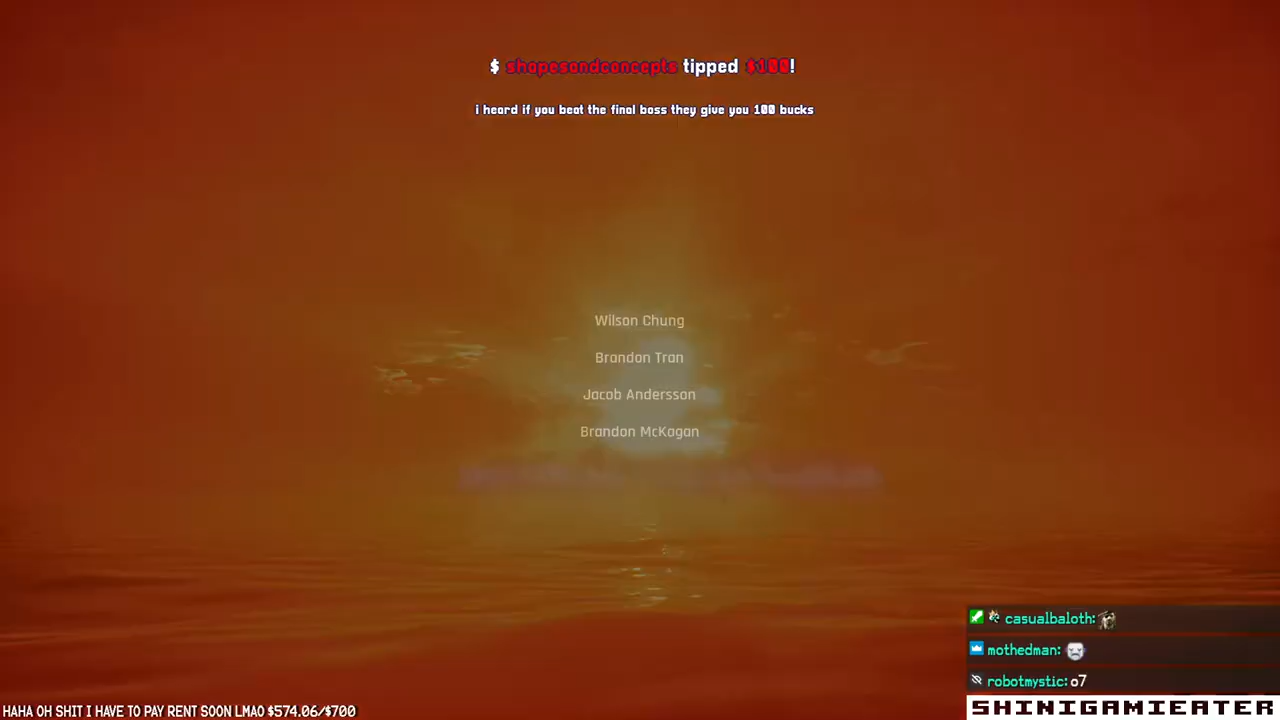 $ shapesandconcepts tipped $100!
i heard if you beat the final boss they give you 100 bucks
Wilson Chung
Brandon Tran
Jacob Andersson
Brandon McKagan
casualbaloth:
mothedman:
robotmystic: o7
HAHA OH SHIT I HAVE TO PAY RENT SOON LMAO $574.06/$700
SHINIGAMIEATER